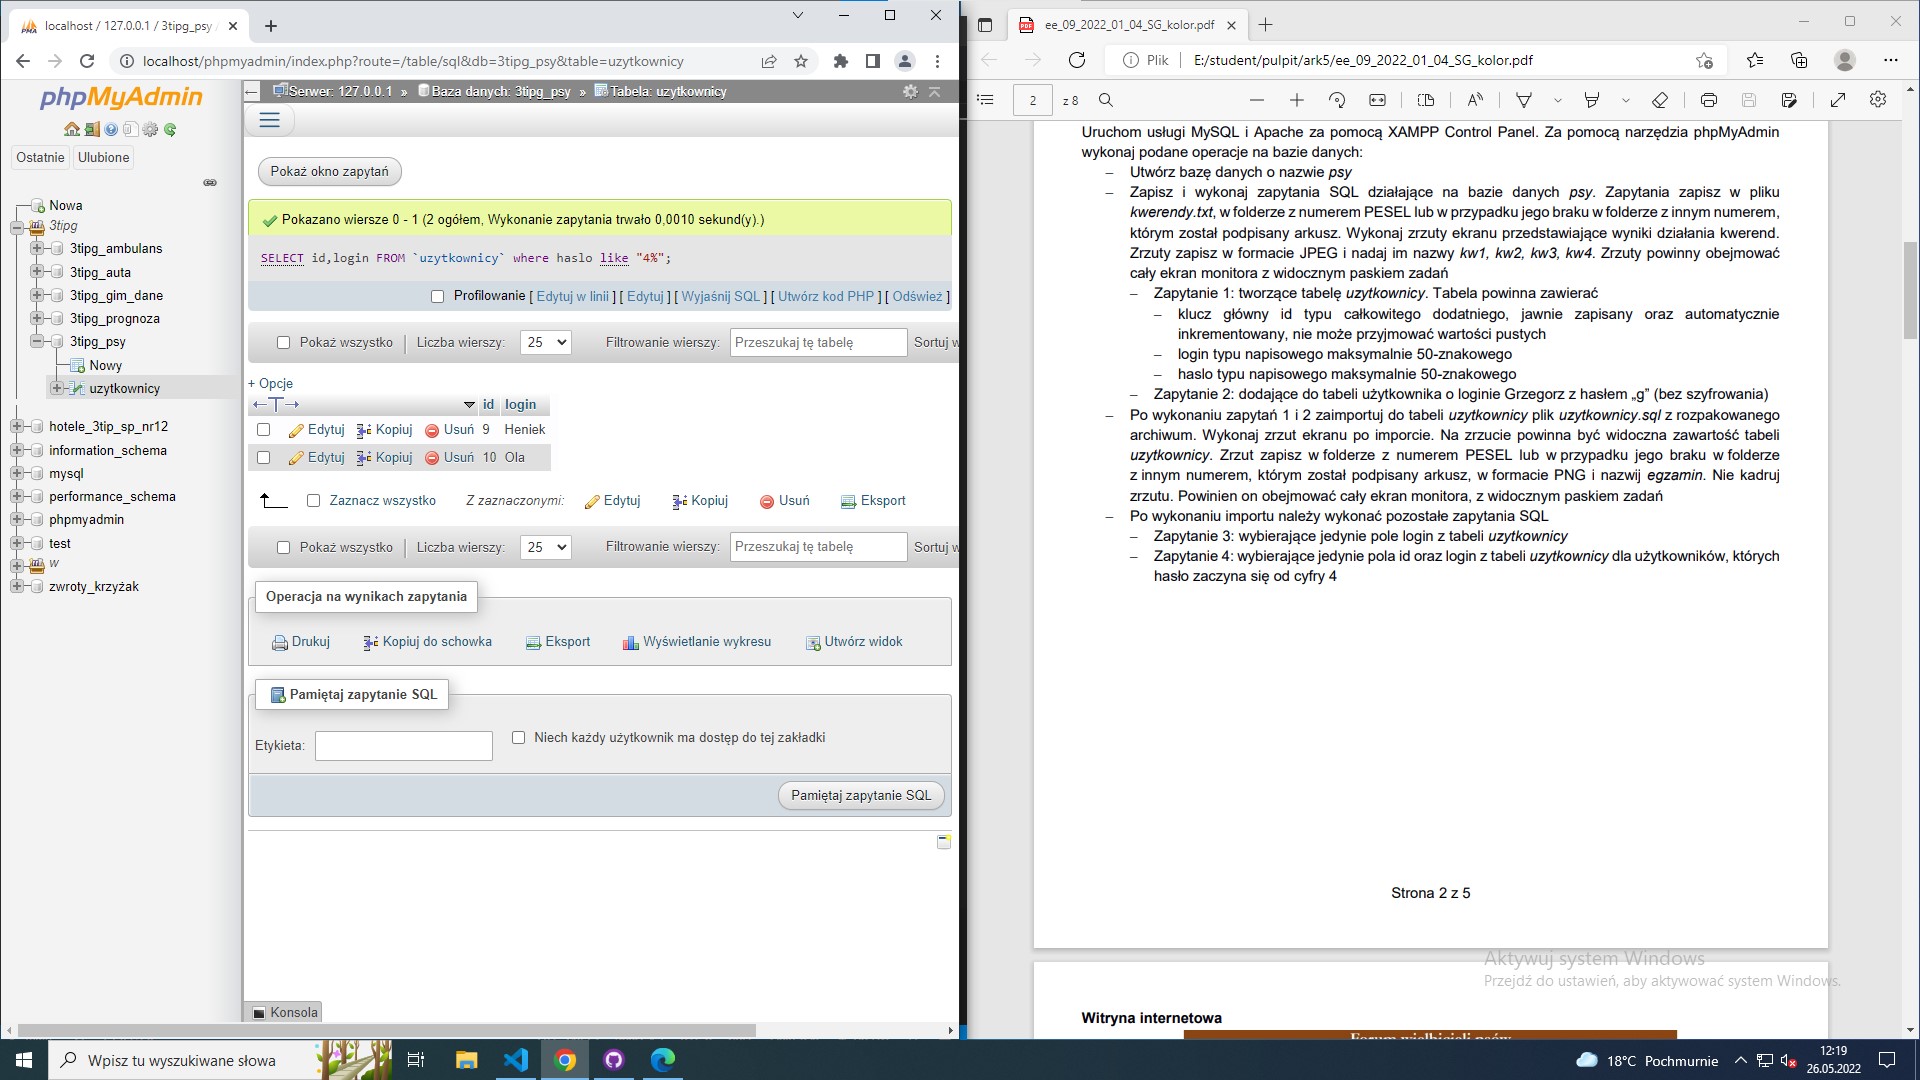 localhost / 127.0.0.1 / 3tipg_psy
localhost/phpmyadmin/index.php?route=/table/sql&db=3tipg_psy&table=uzytkownicy
phpMyAdmin
Ostatnie
Ulubione
Nowa
3tipg
3tipg_ambulans
3tipg_auta
3tipg_gim_dane
3tipg_prognoza
3tipg_psy
Nowy
uzytkownicy
hotele_3tip_sp_nr12
information_schema
mysql
performance_schema
phpmyadmin
test
w
zwroty_krzyżak
Serwer: 127.0.0.1 » Baza danych: 3tipg_psy » Tabela: uzytkownicy
Pokaż okno zapytań
Pokazano wiersze 0 - 1 (2 ogółem, Wykonanie zapytania trwało 0,0010 sekund(y).)
SELECT id,login FROM `uzytkownicy` where haslo like "4%";
Profilowanie [ Edytuj w linii ] [ Edytuj ] [ Wyjaśnij SQL ] [ Utwórz kod PHP ] [ Odśwież ]
Pokaż wszystko | Liczba wierszy: 25 Filtrowanie wierszy: Przeszukaj tę tabelę Sortuj w
+ Opcje
←T→ id login
Edytuj Kopiuj Usuń 9 Heniek
Edytuj Kopiuj Usuń 10 Ola
Zaznacz wszystko Z zaznaczonymi: Edytuj Kopiuj Usuń Eksport
Pokaż wszystko | Liczba wierszy: 25 Filtrowanie wierszy: Przeszukaj tę tabelę Sortuj w
Operacja na wynikach zapytania
Drukuj Kopiuj do schowka Eksport Wyświetlanie wykresu Utwórz widok
Pamiętaj zapytanie SQL
Etykieta: Niech każdy użytkownik ma dostęp do tej zakładki
Pamiętaj zapytanie SQL
Konsola
ee_09_2022_01_04_SG_kolor.pdf
Plik | E:/student/pulpit/ark5/ee_09_2022_01_04_SG_kolor.pdf
2 z 8
Uruchom usługi MySQL i Apache za pomocą XAMPP Control Panel. Za pomocą narzędzia phpMyAdmin
wykonaj podane operacje na bazie danych:
– Utwórz bazę danych o nazwie psy
– Zapisz i wykonaj zapytania SQL działające na bazie danych psy. Zapytania zapisz w pliku
kwerendy.txt, w folderze z numerem PESEL lub w przypadku jego braku w folderze z innym numerem,
którym został podpisany arkusz. Wykonaj zrzuty ekranu przedstawiające wyniki działania kwerend.
Zrzuty zapisz w formacie JPEG i nadaj im nazwy kw1, kw2, kw3, kw4. Zrzuty powinny obejmować
cały ekran monitora z widocznym paskiem zadań
– Zapytanie 1: tworzące tabelę uzytkownicy. Tabela powinna zawierać
– klucz główny id typu całkowitego dodatniego, jawnie zapisany oraz automatycznie
inkrementowany, nie może przyjmować wartości pustych
– login typu napisowego maksymalnie 50-znakowego
– haslo typu napisowego maksymalnie 50-znakowego
– Zapytanie 2: dodające do tabeli użytkownika o loginie Grzegorz z hasłem „g” (bez szyfrowania)
– Po wykonaniu zapytań 1 i 2 zaimportuj do tabeli uzytkownicy plik uzytkownicy.sql z rozpakowanego
archiwum. Wykonaj zrzut ekranu po imporcie. Na zrzucie powinna być widoczna zawartość tabeli
uzytkownicy. Zrzut zapisz w folderze z numerem PESEL lub w przypadku jego braku w folderze
z innym numerem, którym został podpisany arkusz, w formacie PNG i nazwij egzamin. Nie kadruj
zrzutu. Powinien on obejmować cały ekran monitora, z widocznym paskiem zadań
– Po wykonaniu importu należy wykonać pozostałe zapytania SQL
– Zapytanie 3: wybierające jedynie pole login z tabeli uzytkownicy
– Zapytanie 4: wybierające jedynie pola id oraz login z tabeli uzytkownicy dla użytkowników, których
hasło zaczyna się od cyfry 4
Strona 2 z 5
Aktywuj system Windows
Przejdź do ustawień, aby aktywować system Windows.
Witryna internetowa
Forum wielbicieli psów
Wpisz tu wyszukiwane słowa
18°C Pochmurnie
12:19
26.05.2022